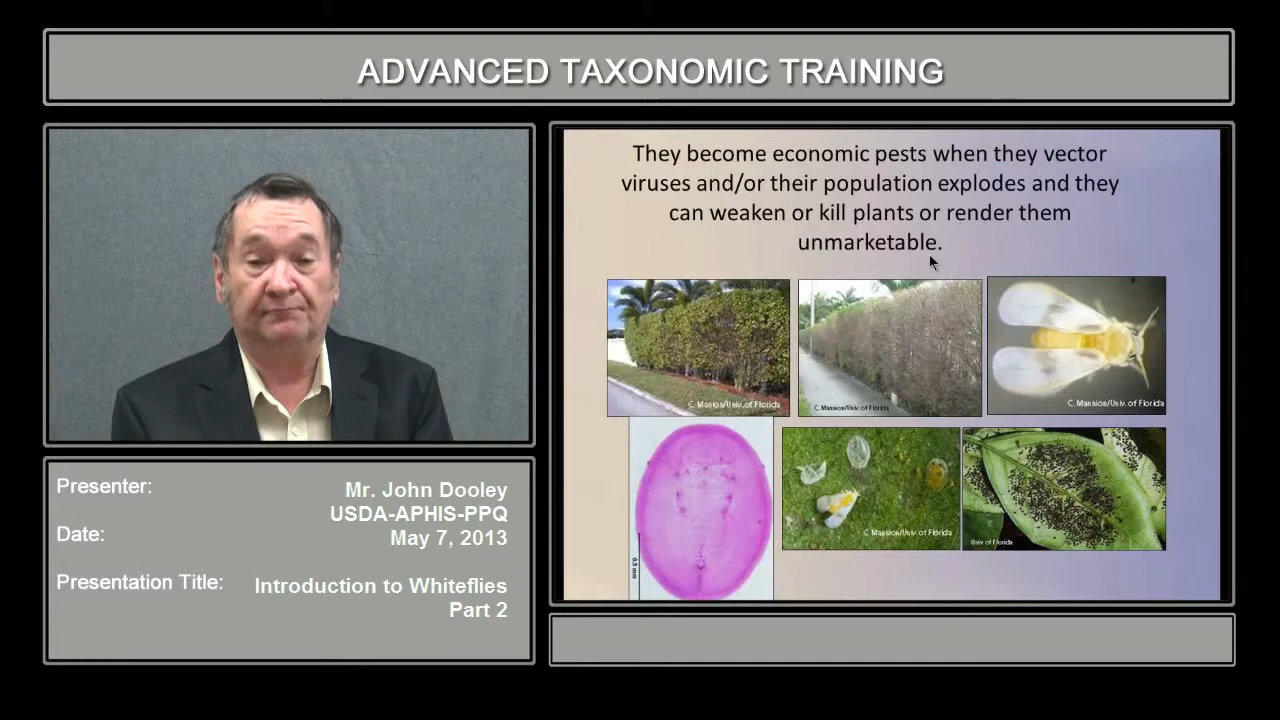 ADVANCED TAXONOMIC TRAINING
They become economic pests when they vector
viruses and/or their population explodes and they
can weaken or kill plants or render them
unmarketable.
C. Mannion/Univ. of Florida
C. Mannion/Univ. of Florida
C. Mannion/Univ. of Florida
0.5 mm
C. Mannion/Univ. of Florida
Univ. of Florida
Presenter:
Mr. John Dooley
USDA-APHIS-PPQ
Date:
May 7, 2013
Presentation Title:
Introduction to Whiteflies
Part 2